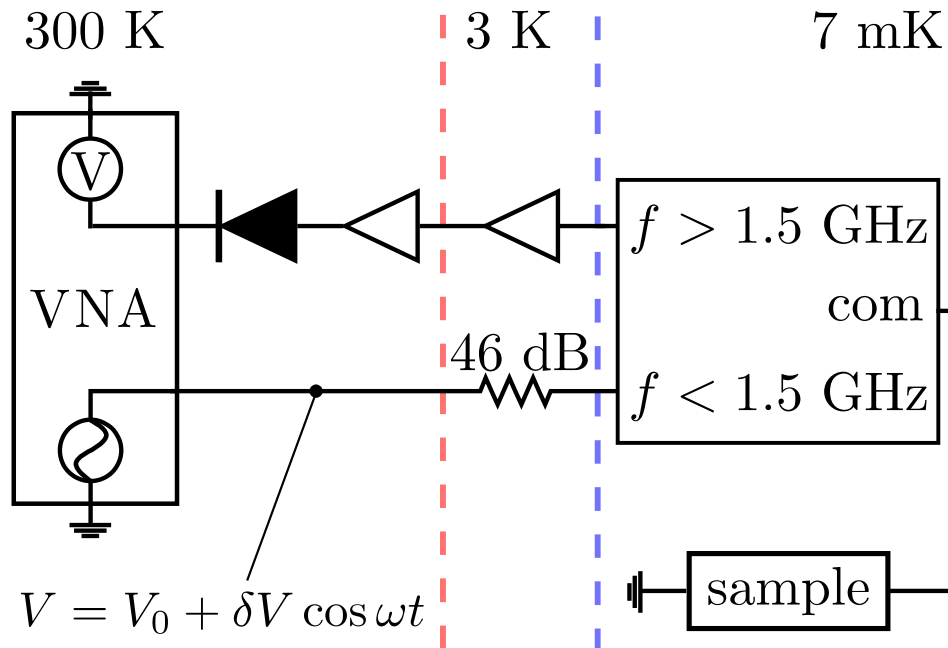 300 K
3 K
7 mK
V
f > 1.5 GHz
VNA
com
46 dB
f < 1.5 GHz
V = V₀ + δV cos ωt
sample